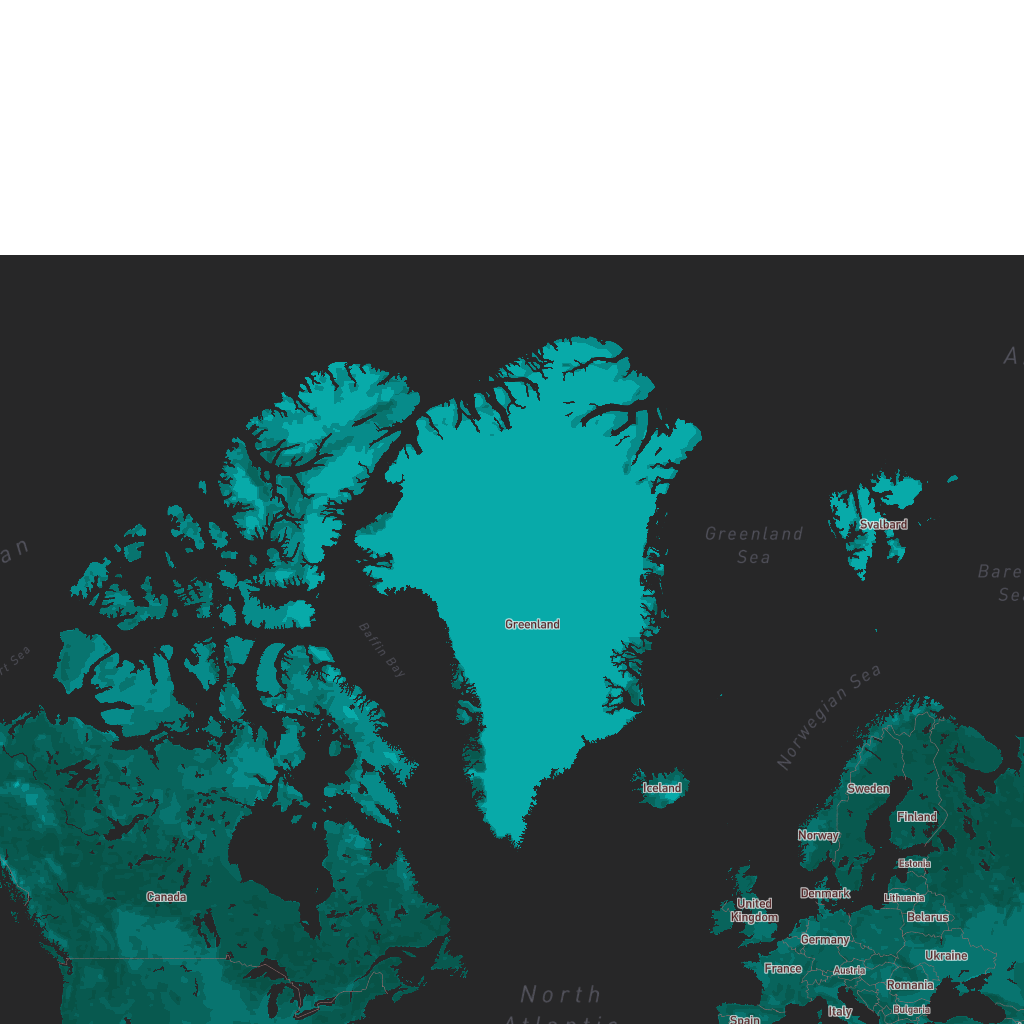 A
an
Greenland
Sea
Svalbard
Bare
Sea
Greenland
Baffin Bay
rt Sea
Norwegian Sea
Iceland
Sweden
Finland
Norway
Estonia
Denmark
Lithuania
Canada
United
Kingdom
Belarus
Germany
Ukraine
France
Austria
Romania
North
Atlantic
Italy
Bulgaria
Spain